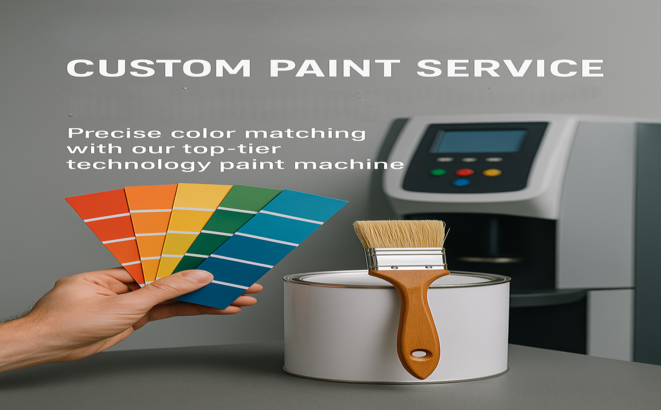 CUSTOM PAINT SERVICE
Precise color matching
with our top-tier
technology paint machine